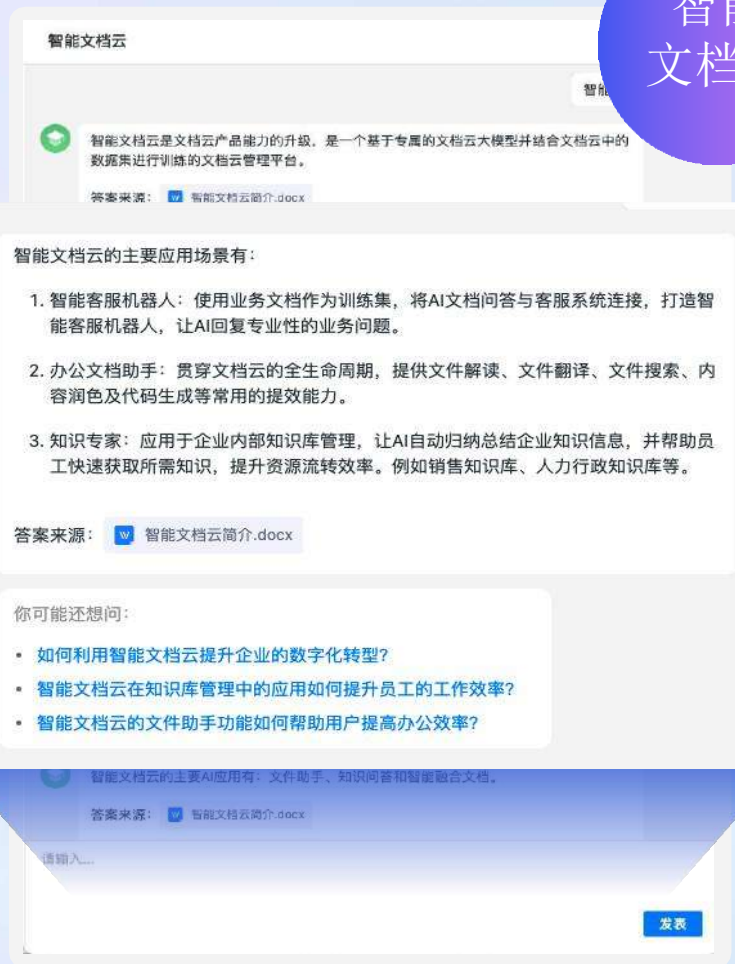 智能
文档
智能文档云
智能
智能文档云是文档云产品能力的升级，是一个基于专属的文档云大模型并结合文档云中的
数据集进行训练的文档云管理平台。
答案来源： 智能文档云简介.docx
智能文档云的主要应用场景有：
1. 智能客服机器人：使用业务文档作为训练集，将AI文档问答与客服系统连接，打造智
能客服机器人，让AI回复专业性的业务问题。
2. 办公文档助手：贯穿文档云的全生命周期，提供文件解读、文件翻译、文件搜索、内
容润色及代码生成等常用的提效能力。
3. 知识专家：应用于企业内部知识库管理，让AI自动归纳总结企业知识信息，并帮助员
工快速获取所需知识，提升资源流转效率。例如销售知识库、人力行政知识库等。
答案来源： W 智能文档云简介.docx
你可能还想问：
• 如何利用智能文档云提升企业的数字化转型？
• 智能文档云在知识库管理中的应用如何提升员工的工作效率？
• 智能文档云的文件助手功能如何帮助用户提高办公效率？
智能文档云的主要AI应用有：文件助手、知识问答和智能融合文档。
答案来源： 智能文档云简介.docx
请输入...
发表